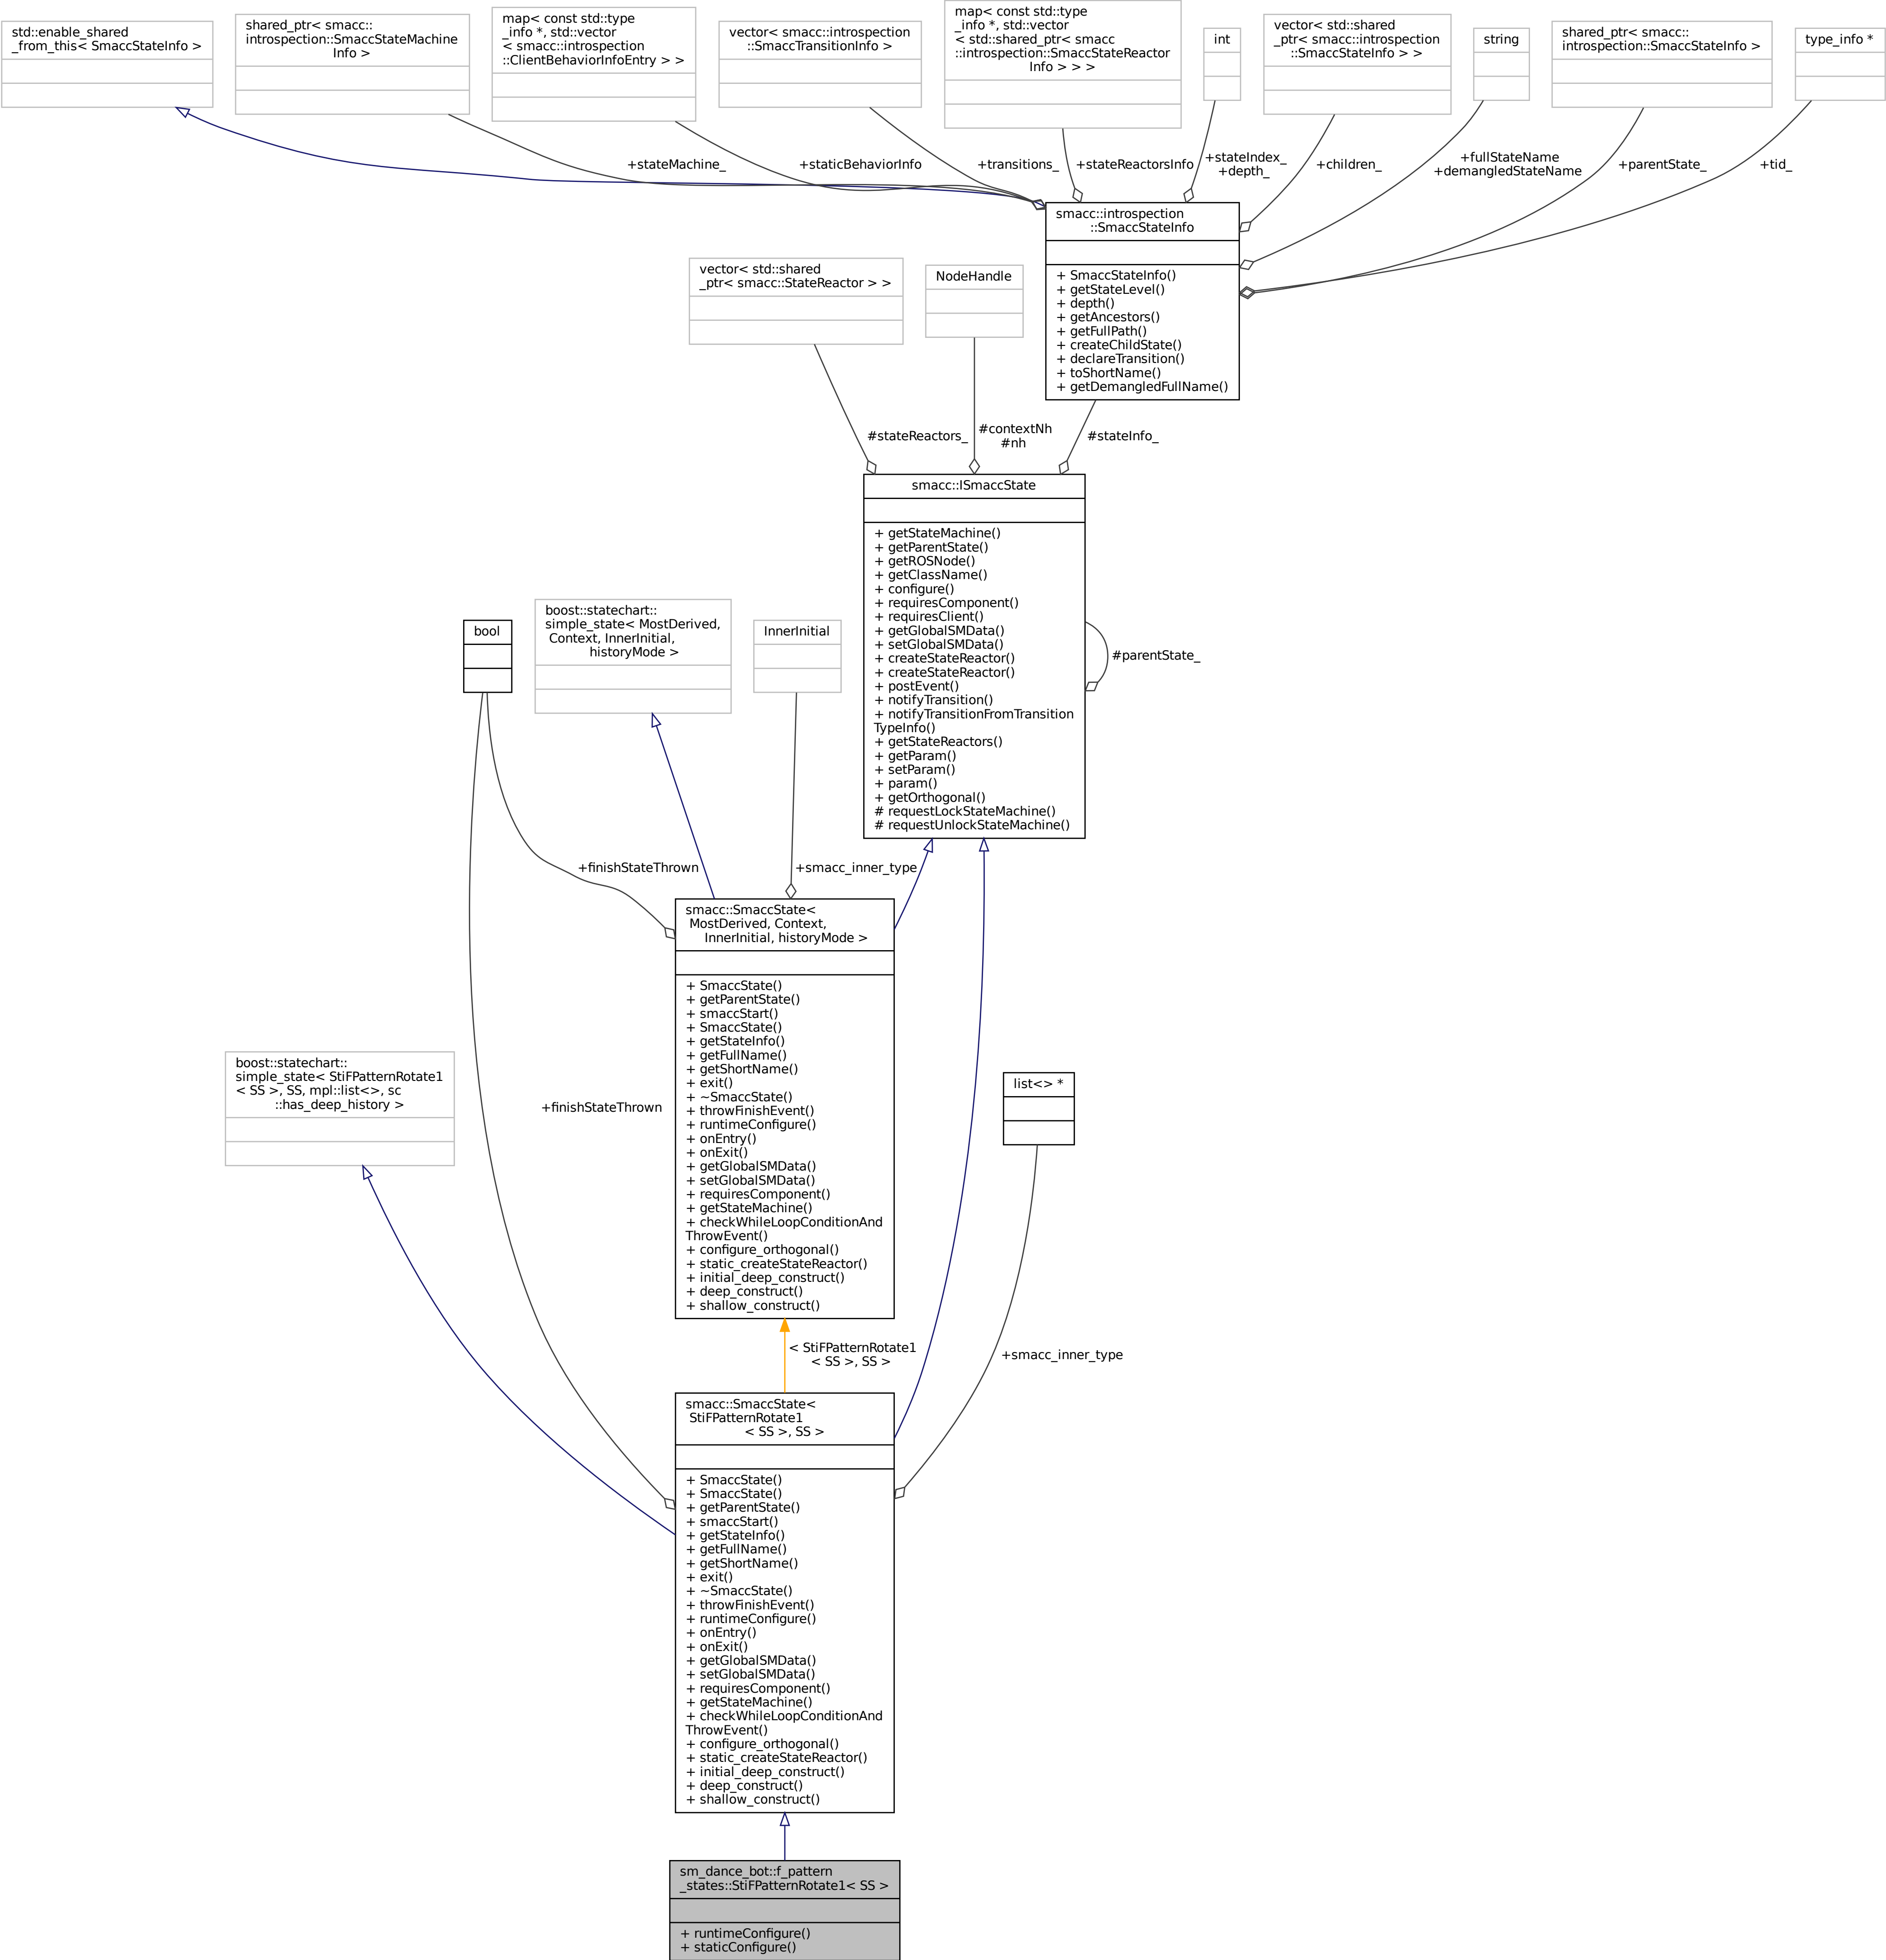 std::enable_shared
_from_this< SmaccStateInfo >
shared_ptr< smacc::
introspection::SmaccStateMachine
Info >
map< const std::type
_info *, std::vector
< smacc::introspection
::ClientBehaviorInfoEntry > >
vector< smacc::introspection
::SmaccTransitionInfo >
map< const std::type
_info *, std::vector
< std::shared_ptr< smacc
::introspection::SmaccStateReactor
Info > > >
int
vector< std::shared
_ptr< smacc::introspection
::SmaccStateInfo > >
string
shared_ptr< smacc::
introspection::SmaccStateInfo >
type_info *
+stateMachine_
+staticBehaviorInfo
+transitions_
+stateReactorsInfo
+stateIndex_
+depth_
+children_
+fullStateName
+demangledStateName
+parentState_
+tid_
smacc::introspection
::SmaccStateInfo
+ SmaccStateInfo()
+ getStateLevel()
+ depth()
+ getAncestors()
+ getFullPath()
+ createChildState()
+ declareTransition()
+ toShortName()
+ getDemangledFullName()
vector< std::shared
_ptr< smacc::StateReactor > >
NodeHandle
#stateReactors_
#contextNh
#nh
#stateInfo_
smacc::ISmaccState
+ getStateMachine()
+ getParentState()
+ getROSNode()
+ getClassName()
+ configure()
+ requiresComponent()
+ requiresClient()
+ getGlobalSMData()
+ setGlobalSMData()
+ createStateReactor()
+ createStateReactor()
+ postEvent()
+ notifyTransition()
+ notifyTransitionFromTransition
TypeInfo()
+ getStateReactors()
+ getParam()
+ setParam()
+ param()
+ getOrthogonal()
# requestLockStateMachine()
# requestUnlockStateMachine()
#parentState_
bool
boost::statechart::
simple_state< MostDerived,
Context, InnerInitial,
historyMode >
InnerInitial
+finishStateThrown
+smacc_inner_type
smacc::SmaccState<
MostDerived, Context,
InnerInitial, historyMode >
+ SmaccState()
+ getParentState()
+ smaccStart()
+ SmaccState()
+ getStateInfo()
+ getFullName()
+ getShortName()
+ exit()
+ ~SmaccState()
+ throwFinishEvent()
+ runtimeConfigure()
+ onEntry()
+ onExit()
+ getGlobalSMData()
+ setGlobalSMData()
+ requiresComponent()
+ getStateMachine()
+ checkWhileLoopConditionAnd
ThrowEvent()
+ configure_orthogonal()
+ static_createStateReactor()
+ initial_deep_construct()
+ deep_construct()
+ shallow_construct()
boost::statechart::
simple_state< StiFPatternRotate1
< SS >, SS, mpl::list<>, sc
::has_deep_history >
+finishStateThrown
list<> *
< StiFPatternRotate1
< SS >, SS >
+smacc_inner_type
smacc::SmaccState<
StiFPatternRotate1
< SS >, SS >
+ SmaccState()
+ SmaccState()
+ getParentState()
+ smaccStart()
+ getStateInfo()
+ getFullName()
+ getShortName()
+ exit()
+ ~SmaccState()
+ throwFinishEvent()
+ runtimeConfigure()
+ onEntry()
+ onExit()
+ getGlobalSMData()
+ setGlobalSMData()
+ requiresComponent()
+ getStateMachine()
+ checkWhileLoopConditionAnd
ThrowEvent()
+ configure_orthogonal()
+ static_createStateReactor()
+ initial_deep_construct()
+ deep_construct()
+ shallow_construct()
sm_dance_bot::f_pattern
_states::StiFPatternRotate1< SS >
+ runtimeConfigure()
+ staticConfigure()